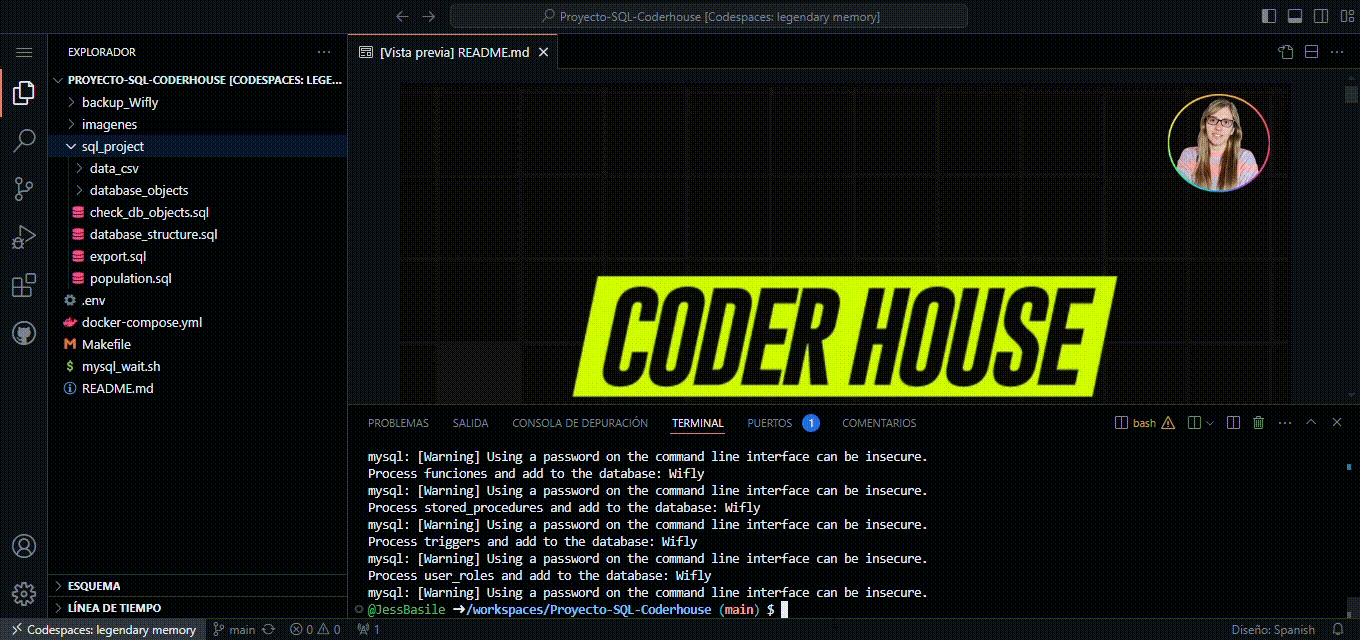 Proyecto-SQL-Coderhouse [Codespaces: legendary memory]
EXPLORADOR
PROYECTO-SQL-CODERHOUSE [CODESPACES: LEGE...
backup_Wifly
imagenes
sql_project
data_csv
database_objects
check_db_objects.sql
database_structure.sql
export.sql
population.sql
.env
docker-compose.yml
Makefile
mysql_wait.sh
README.md
ESQUEMA
LÍNEA DE TIEMPO
[Vista previa] README.md
CODER HOUSE
PROBLEMAS SALIDA CONSOLA DE DEPURACIÓN TERMINAL PUERTOS 1 COMENTARIOS bash
mysql: [Warning] Using a password on the command line interface can be insecure.
Process funciones and add to the database: Wifly
mysql: [Warning] Using a password on the command line interface can be insecure.
Process stored_procedures and add to the database: Wifly
mysql: [Warning] Using a password on the command line interface can be insecure.
Process triggers and add to the database: Wifly
mysql: [Warning] Using a password on the command line interface can be insecure.
Process user_roles and add to the database: Wifly
mysql: [Warning] Using a password on the command line interface can be insecure.
@JessBasile ➜/workspaces/Proyecto-SQL-Coderhouse (main) $
Codespaces: legendary memory main 0 0 1 Diseño: Spanish